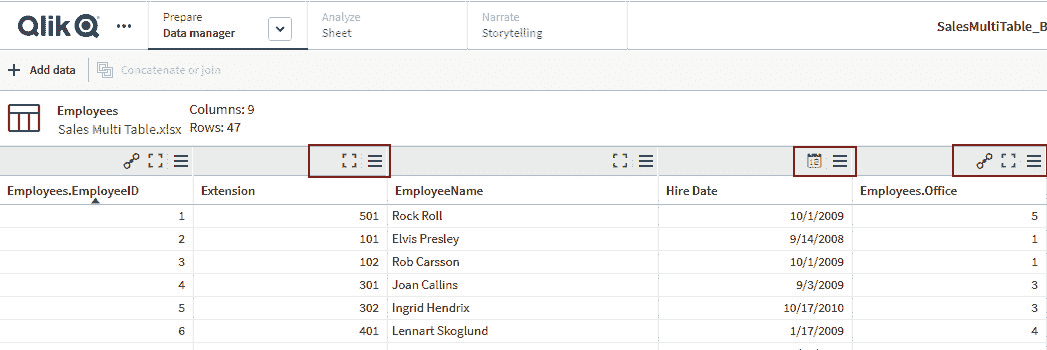 Qlik
Prepare
Data manager
Analyze
Sheet
Narrate
Storytelling
SalesMultiTable_B
Add data
Concatenate or join
Employees
Sales Multi Table.xlsx
Columns: 9
Rows: 47
Employees.EmployeeID Extension EmployeeName Hire Date Employees.Office
1 501 Rock Roll 10/1/2009 5
2 101 Elvis Presley 9/14/2008 1
3 102 Rob Carsson 10/1/2009 1
4 301 Joan Callins 9/3/2009 3
5 302 Ingrid Hendrix 10/17/2010 3
6 401 Lennart Skoglund 1/17/2009 4